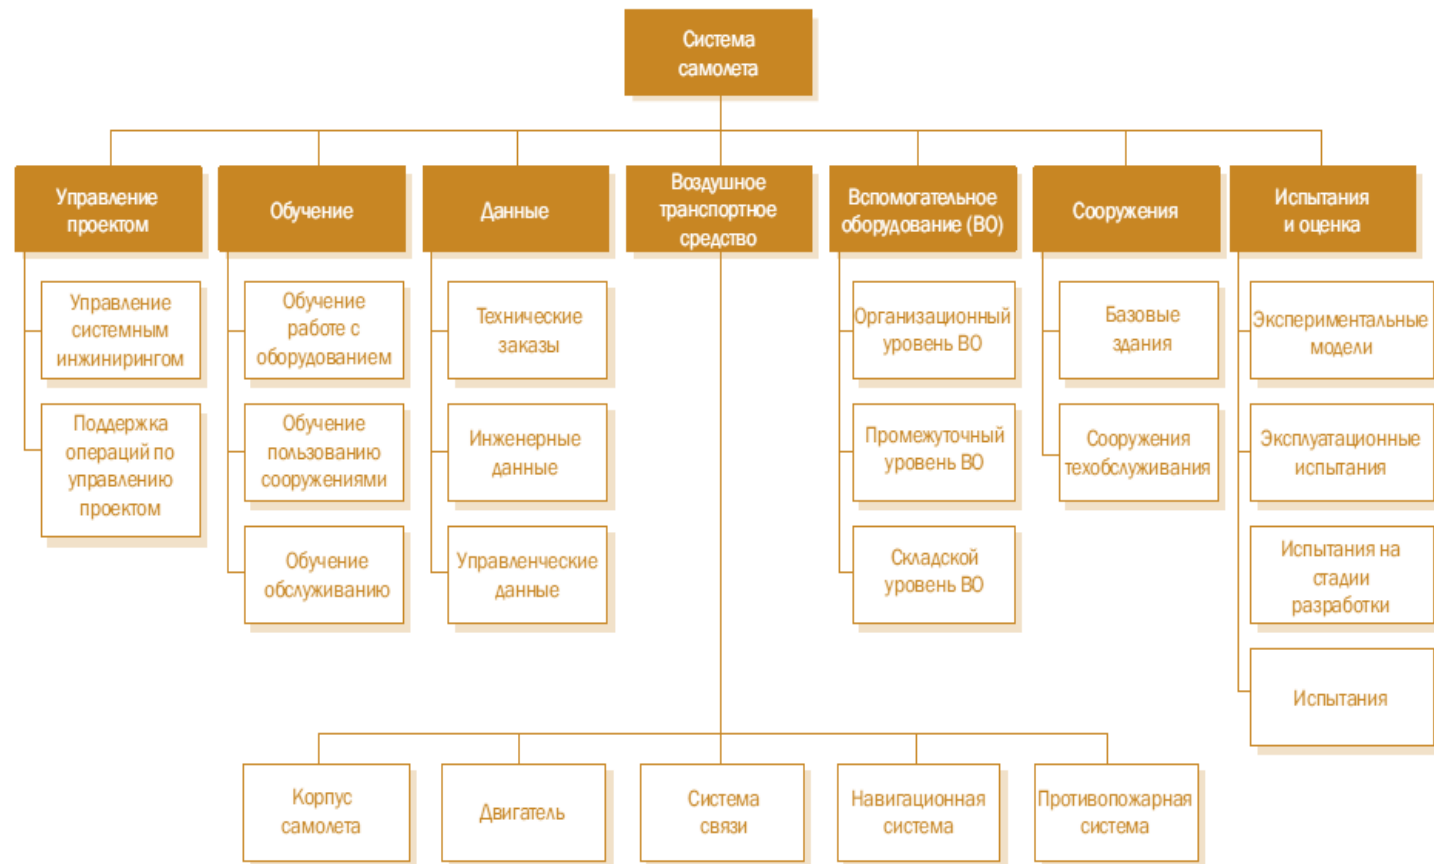 Система
самолета
Управление
проектом
Обучение
Данные
Воздушное
транспортное
средство
Вспомогательное
оборудование (ВО)
Сооружения
Испытания
и оценка
Управление
системным
инжинирингом
Поддержка
операций по
управлению
проектом
Обучение
работе с
оборудованием
Обучение
пользованию
сооружениями
Обучение
обслуживанию
Технические
заказы
Инженерные
данные
Управленческие
данные
Организационный
уровень ВО
Промежуточный
уровень ВО
Складской
уровень ВО
Базовые
здания
Сооружения
техобслуживания
Экспериментальные
модели
Эксплуатационные
испытания
Испытания на
стадии
разработки
Испытания
Корпус
самолета
Двигатель
Система
связи
Навигационная
система
Противопожарная
система